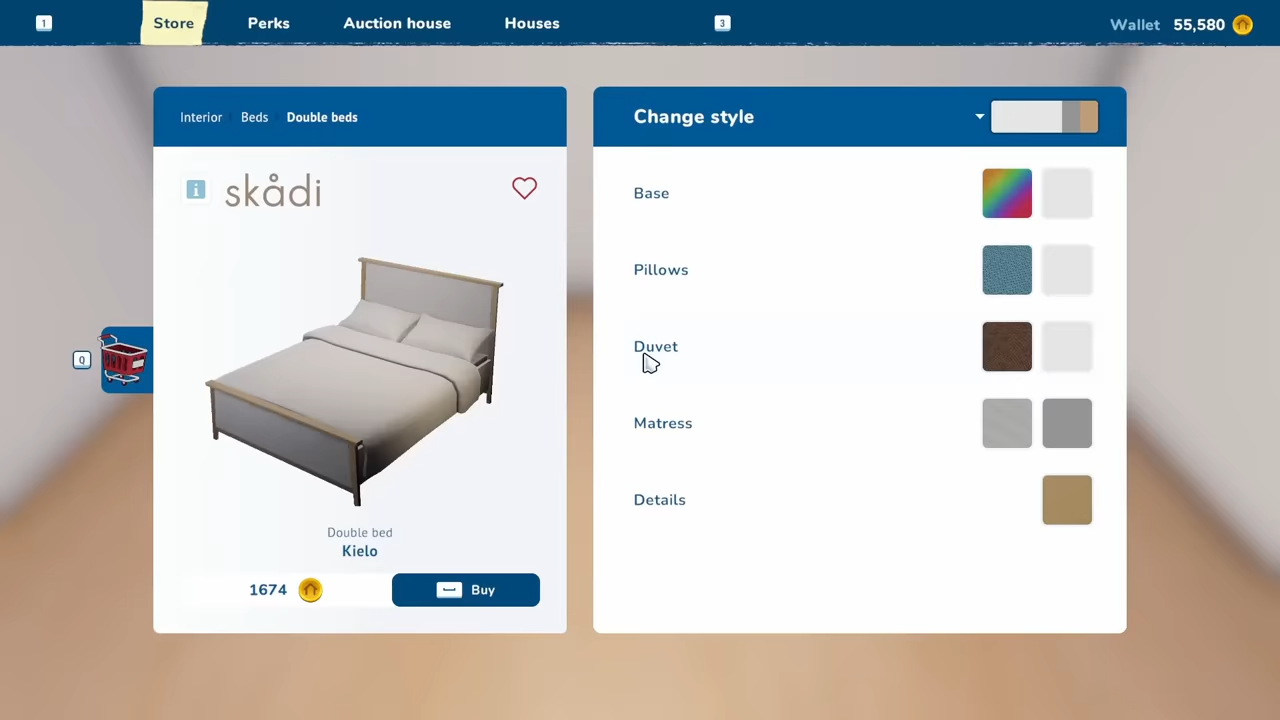 1
Store
Perks
Auction house
Houses
3
Wallet 55,580
Interior Beds Double beds
i skådi
Double bed
Kielo
1674
Buy
Q
Change style
Base
Pillows
Duvet
Matress
Details